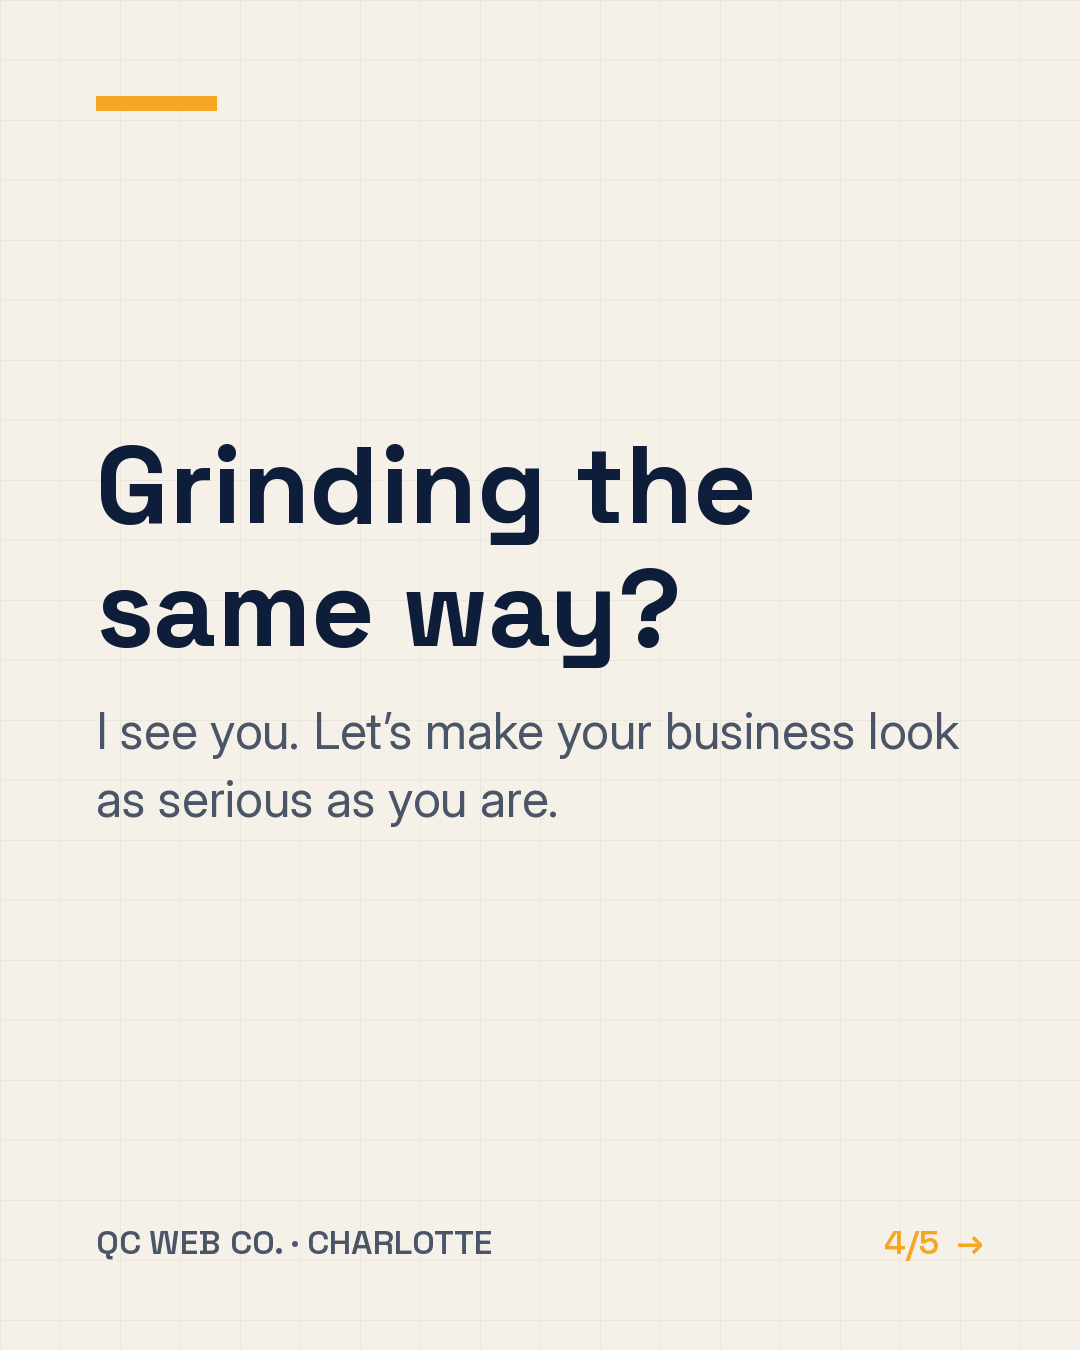 Grinding the
same way?
I see you. Let’s make your business look
as serious as you are.
QC WEB CO. · CHARLOTTE
4/5 →